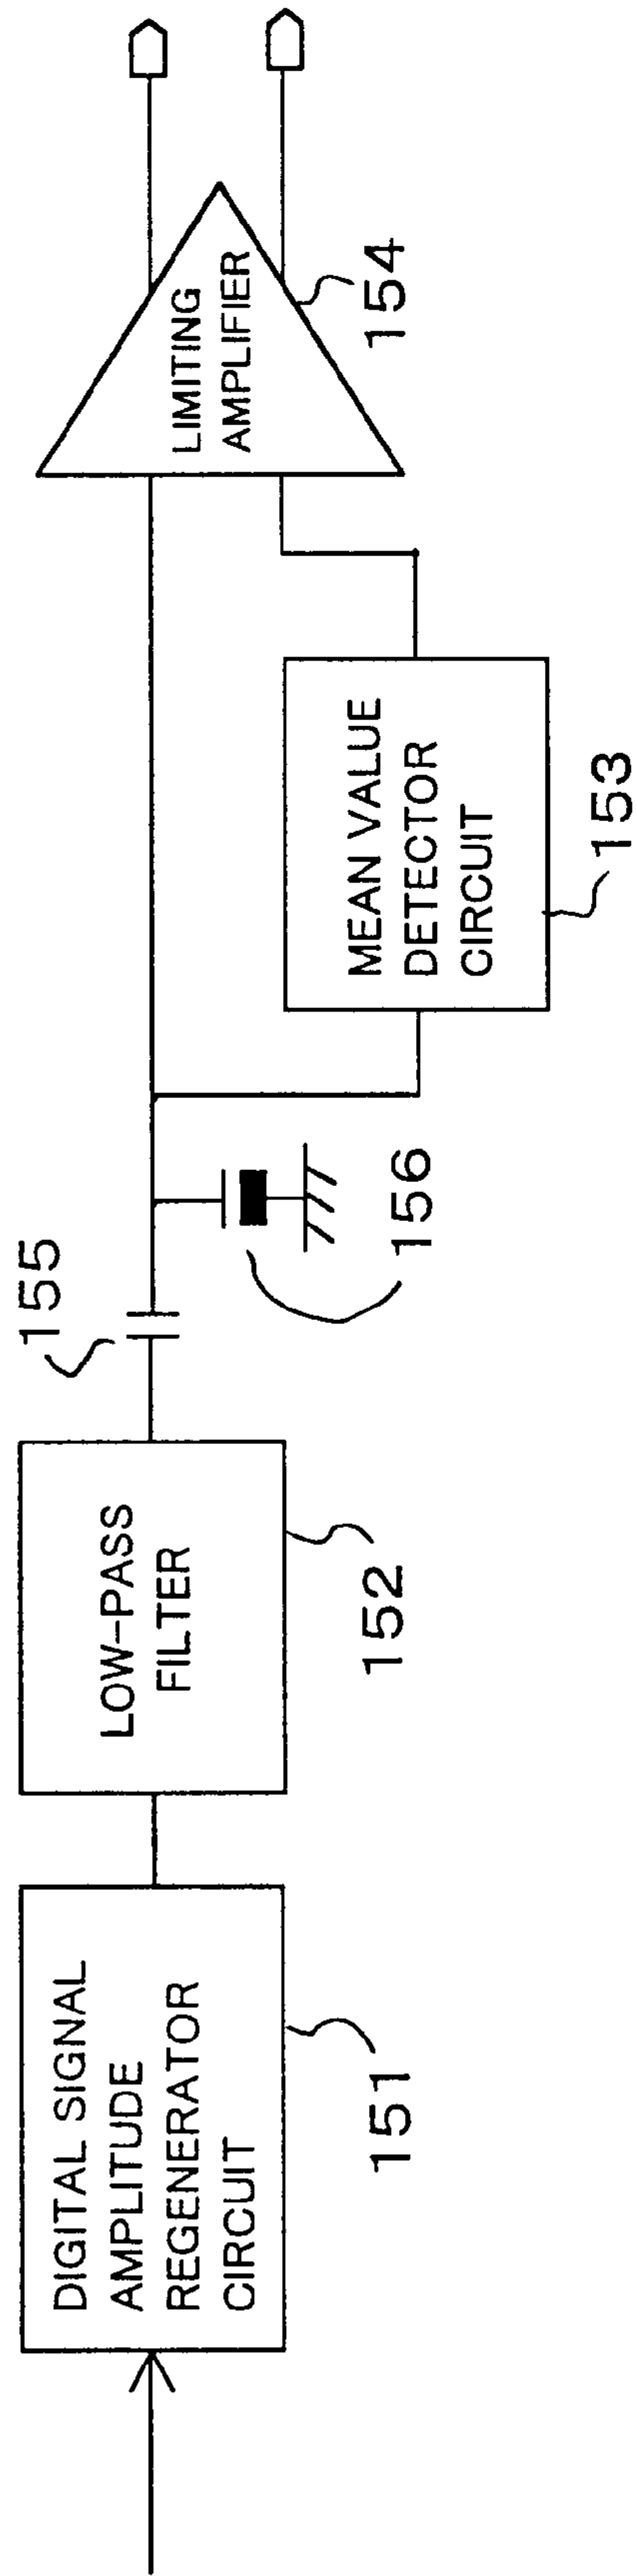 DIGITAL SIGNAL
AMPLITUDE
REGENERATOR
CIRCUIT
151
LOW-PASS
FILTER
152
155
156
MEAN VALUE
DETECTOR
CIRCUIT
153
LIMITING
AMPLIFIER
154